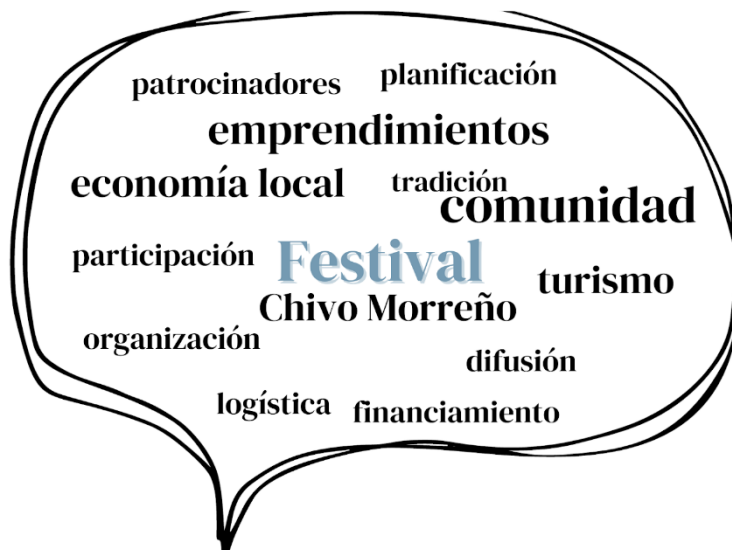 patrocinadores
planificación
emprendimientos
economía local
tradición
comunidad
participación
Festival
turismo
Chivo Morreño
organización
difusión
logística
financiamiento